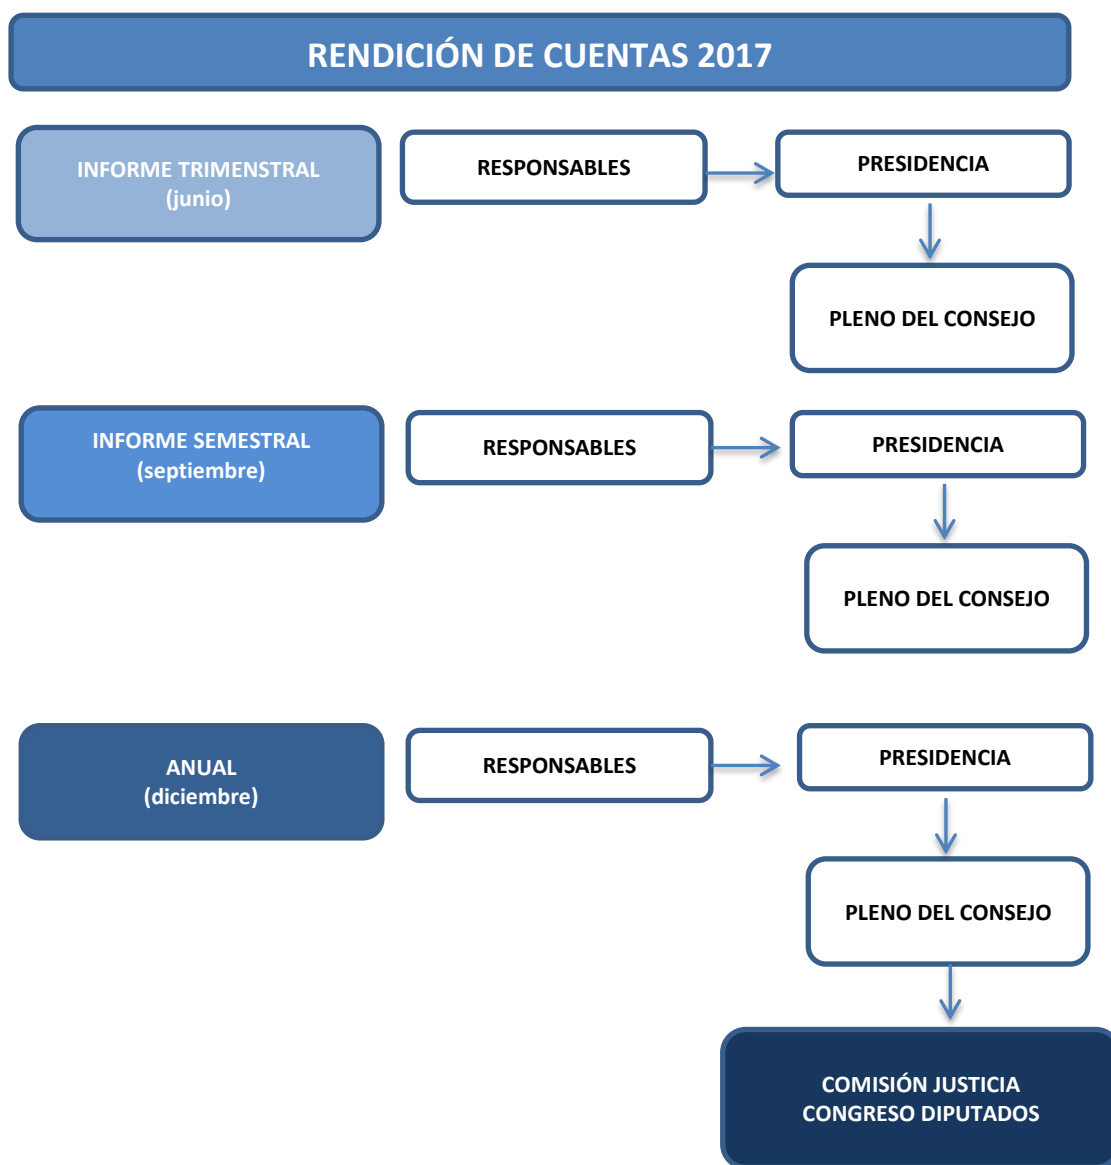 RENDICIÓN DE CUENTAS 2017
INFORME TRIMENSTRAL
(junio)
RESPONSABLES
PRESIDENCIA
PLENO DEL CONSEJO
INFORME SEMESTRAL
(septiembre)
RESPONSABLES
PRESIDENCIA
PLENO DEL CONSEJO
ANUAL
(diciembre)
RESPONSABLES
PRESIDENCIA
PLENO DEL CONSEJO
COMISIÓN JUSTICIA
CONGRESO DIPUTADOS